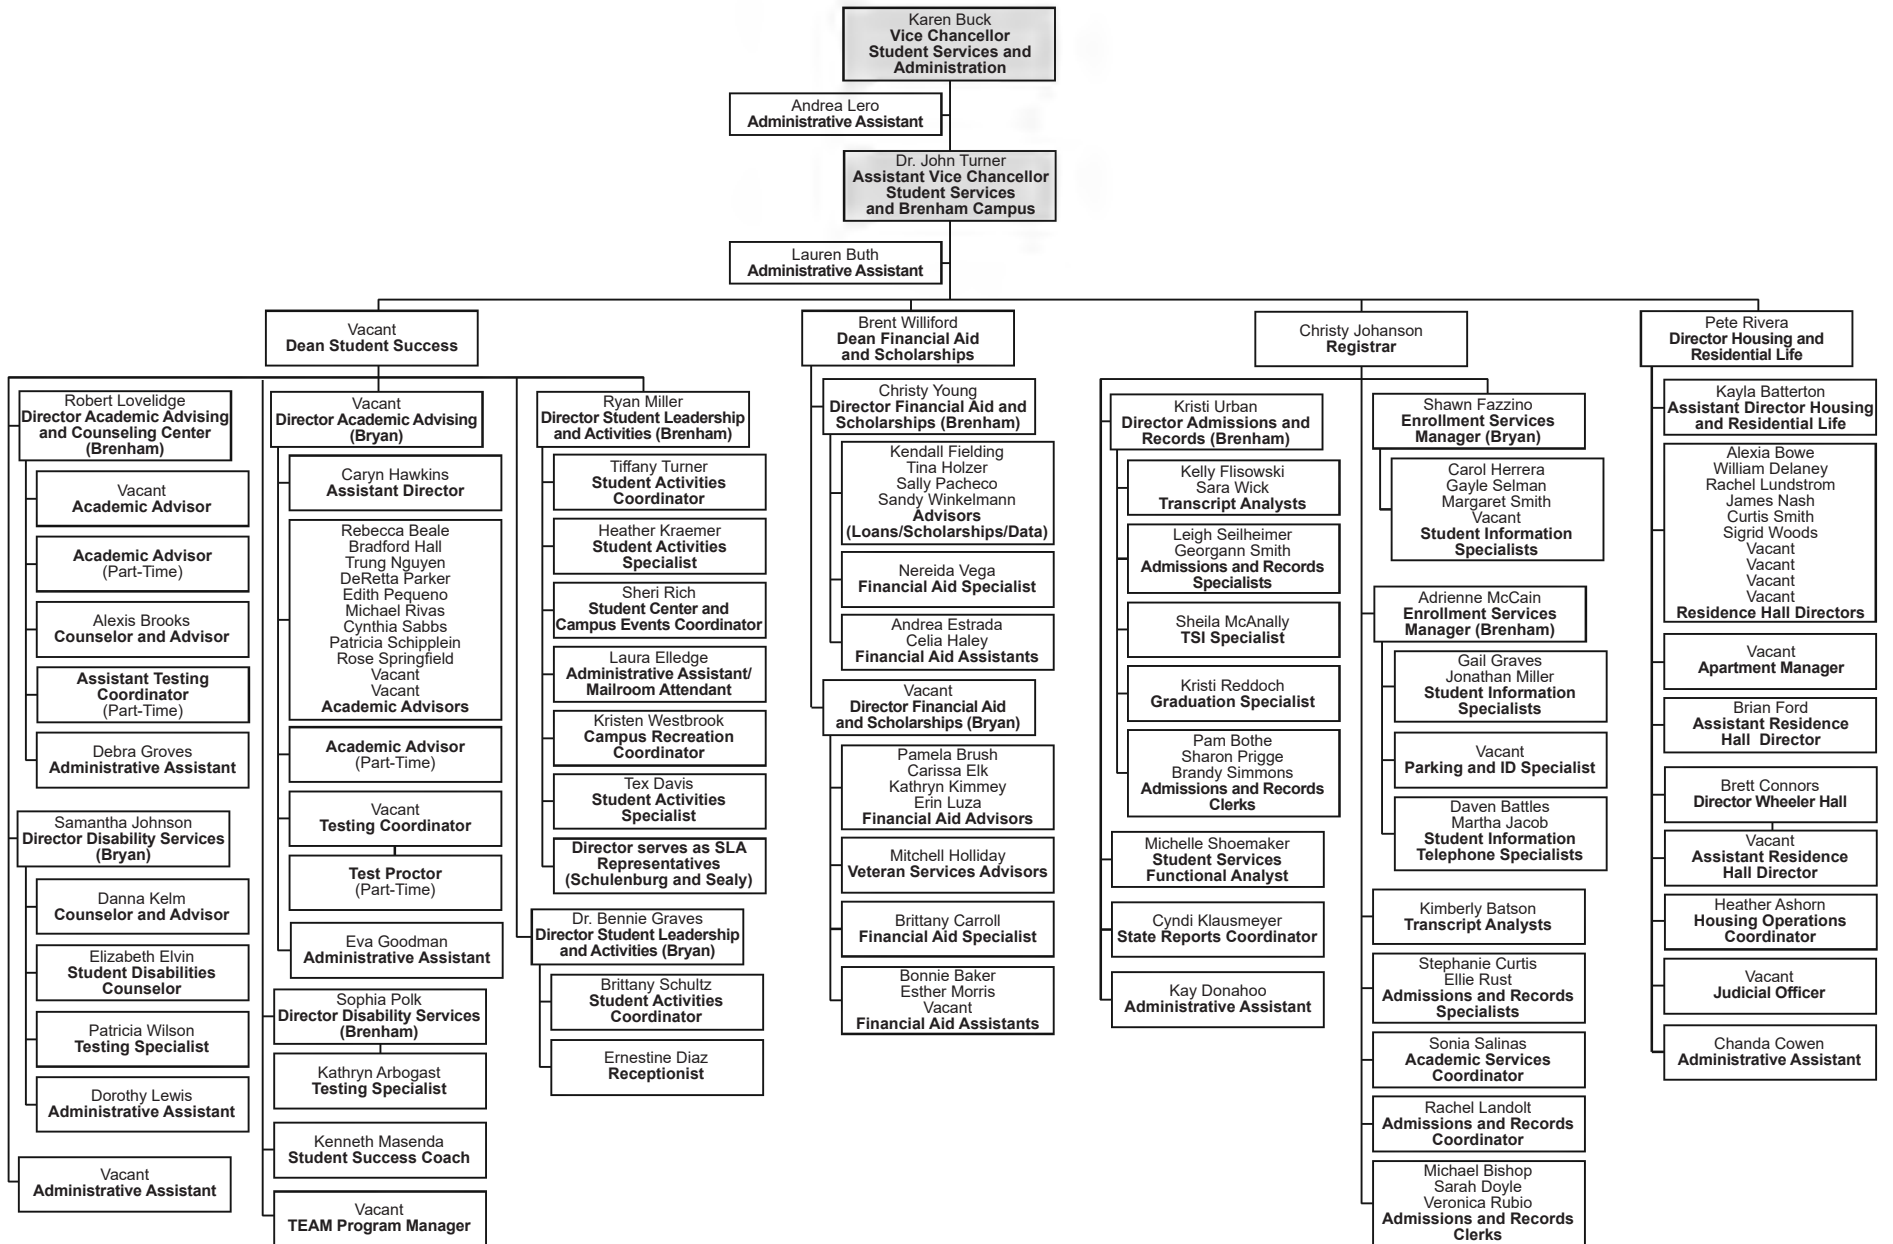 Karen Buck
Vice Chancellor
Student Services and
Administration
Andrea Lero
Administrative Assistant
Dr. John Turner
Assistant Vice Chancellor
Student Services
and Brenham Campus
Lauren Buth
Administrative Assistant
Vacant
Dean Student Success
Robert Lovelidge
Director Academic Advising
and Counseling Center
(Brenham)
Vacant
Academic Advisor
Academic Advisor
(Part-Time)
Alexis Brooks
Counselor and Advisor
Assistant Testing
Coordinator
(Part-Time)
Debra Groves
Administrative Assistant
Samantha Johnson
Director Disability Services
(Bryan)
Danna Kelm
Counselor and Advisor
Elizabeth Elvin
Student Disabilities
Counselor
Patricia Wilson
Testing Specialist
Dorothy Lewis
Administrative Assistant
Vacant
Administrative Assistant
Vacant
Director Academic Advising
(Bryan)
Caryn Hawkins
Assistant Director
Rebecca Beale
Bradford Hall
Trung Nguyen
DeRetta Parker
Edith Pequeno
Michael Rivas
Cynthia Sabbs
Patricia Schipplein
Rose Springfield
Vacant
Vacant
Academic Advisors
Academic Advisor
(Part-Time)
Vacant
Testing Coordinator
Test Proctor
(Part-Time)
Eva Goodman
Administrative Assistant
Sophia Polk
Director Disability Services
(Brenham)
Kathryn Arbogast
Testing Specialist
Kenneth Masenda
Student Success Coach
Vacant
TEAM Program Manager
Ryan Miller
Director Student Leadership
and Activities (Brenham)
Tiffany Turner
Student Activities
Coordinator
Heather Kraemer
Student Activities
Specialist
Sheri Rich
Student Center and
Campus Events Coordinator
Laura Elledge
Administrative Assistant/
Mailroom Attendant
Kristen Westbrook
Campus Recreation
Coordinator
Tex Davis
Student Activities
Specialist
Director serves as SLA
Representatives
(Schulenburg and Sealy)
Dr. Bennie Graves
Director Student Leadership
and Activities (Bryan)
Brittany Schultz
Student Activities
Coordinator
Ernestine Diaz
Receptionist
Brent Williford
Dean Financial Aid
and Scholarships
Christy Young
Director Financial Aid and
Scholarships (Brenham)
Kendall Fielding
Tina Holzer
Sally Pacheco
Sandy Winkelmann
Advisors
(Loans/Scholarships/Data)
Nereida Vega
Financial Aid Specialist
Andrea Estrada
Celia Haley
Financial Aid Assistants
Vacant
Director Financial Aid
and Scholarships (Bryan)
Pamela Brush
Carissa Elk
Kathryn Kimmey
Erin Luza
Financial Aid Advisors
Mitchell Holliday
Veteran Services Advisors
Brittany Carroll
Financial Aid Specialist
Bonnie Baker
Esther Morris
Vacant
Financial Aid Assistants
Christy Johanson
Registrar
Kristi Urban
Director Admissions and
Records (Brenham)
Kelly Flisowski
Sara Wick
Transcript Analysts
Leigh Seilheimer
Georgann Smith
Admissions and Records
Specialists
Sheila McAnally
TSI Specialist
Kristi Reddoch
Graduation Specialist
Pam Bothe
Sharon Prigge
Brandy Simmons
Admissions and Records
Clerks
Michelle Shoemaker
Student Services
Functional Analyst
Cyndi Klausmeyer
State Reports Coordinator
Kay Donahoo
Administrative Assistant
Shawn Fazzino
Enrollment Services
Manager (Bryan)
Carol Herrera
Gayle Selman
Margaret Smith
Vacant
Student Information
Specialists
Adrienne McCain
Enrollment Services
Manager (Brenham)
Gail Graves
Jonathan Miller
Student Information
Specialists
Vacant
Parking and ID Specialist
Daven Battles
Martha Jacob
Student Information
Telephone Specialists
Kimberly Batson
Transcript Analysts
Stephanie Curtis
Ellie Rust
Admissions and Records
Specialists
Sonia Salinas
Academic Services
Coordinator
Rachel Landolt
Admissions and Records
Coordinator
Michael Bishop
Sarah Doyle
Veronica Rubio
Admissions and Records
Clerks
Pete Rivera
Director Housing and
Residential Life
Kayla Batterton
Assistant Director Housing
and Residential Life
Alexia Bowe
William Delaney
Rachel Lundstrom
James Nash
Curtis Smith
Sigrid Woods
Vacant
Vacant
Vacant
Vacant
Residence Hall Directors
Vacant
Apartment Manager
Brian Ford
Assistant Residence
Hall Director
Brett Connors
Director Wheeler Hall
Vacant
Assistant Residence
Hall Director
Heather Ashorn
Housing Operations
Coordinator
Vacant
Judicial Officer
Chanda Cowen
Administrative Assistant